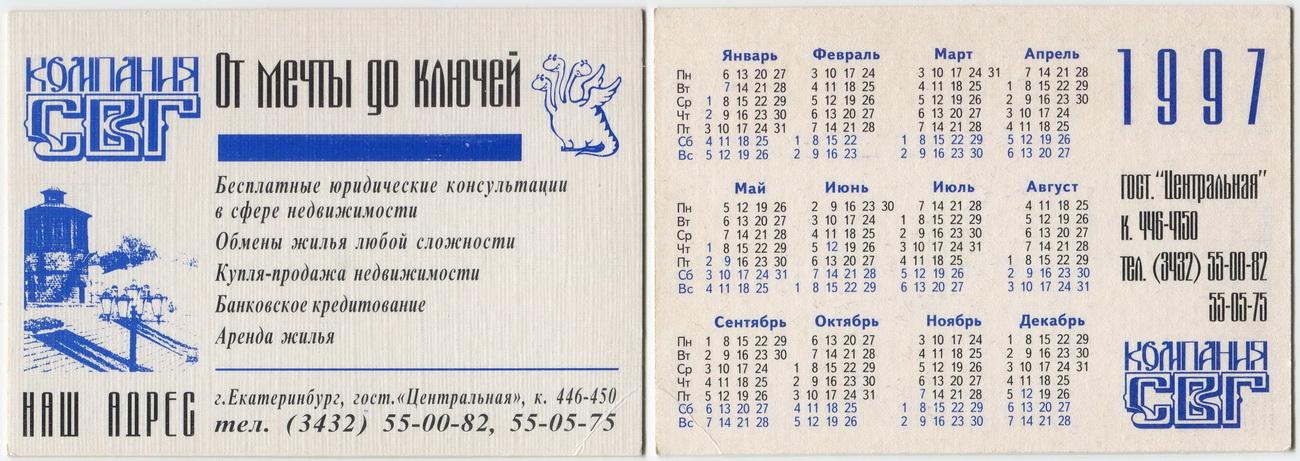 КОМПАНИЯ
СВГ
От мечты до ключей
Бесплатные юридические консультации
в сфере недвижимости
Обмены жилья любой сложности
Купля-продажа недвижимости
Банковское кредитование
Аренда жилья
НАШ АДРЕС
г.Екатеринбург, гост.«Центральная», к. 446-450
тел. (3432) 55-00-82, 55-05-75
Январь Февраль Март Апрель
Пн 6 13 20 27 3 10 17 24 3 10 17 24 31 7 14 21 28
Вт 7 14 21 28 4 11 18 25 4 11 18 25 1 8 15 22 29
Ср 1 8 15 22 29 5 12 19 26 5 12 19 26 2 9 16 23 30
Чт 2 9 16 23 30 6 13 20 27 6 13 20 27 3 10 17 24
Пт 3 10 17 24 31 7 14 21 28 7 14 21 28 4 11 18 25
Сб 4 11 18 25 1 8 15 22 1 8 15 22 29 5 12 19 26
Вс 5 12 19 26 2 9 16 23 2 9 16 23 30 6 13 20 27
Май Июнь Июль Август
Пн 5 12 19 26 2 9 16 23 30 7 14 21 28 4 11 18 25
Вт 6 13 20 27 3 10 17 24 1 8 15 22 29 5 12 19 26
Ср 7 14 21 28 4 11 18 25 2 9 16 23 30 6 13 20 27
Чт 1 8 15 22 29 5 12 19 26 3 10 17 24 31 7 14 21 28
Пт 2 9 16 23 30 6 13 20 27 4 11 18 25 1 8 15 22 29
Сб 3 10 17 24 31 7 14 21 28 5 12 19 26 2 9 16 23 30
Вс 4 11 18 25 1 8 15 22 29 6 13 20 27 3 10 17 24 31
Сентябрь Октябрь Ноябрь Декабрь
Пн 1 8 15 22 29 6 13 20 27 3 10 17 24 1 8 15 22 29
Вт 2 9 16 23 30 7 14 21 28 4 11 18 25 2 9 16 23 30
Ср 3 10 17 24 1 8 15 22 29 5 12 19 26 3 10 17 24 31
Чт 4 11 18 25 2 9 16 23 30 6 13 20 27 4 11 18 25
Пт 5 12 19 26 3 10 17 24 31 7 14 21 28 5 12 19 26
Сб 6 13 20 27 4 11 18 25 1 8 15 22 29 6 13 20 27
Вс 7 14 21 28 5 12 19 26 2 9 16 23 30 7 14 21 28
1997
гост. "Центральная"
к. 446-4150
тел. (3432) 55-00-82
55-05-75
КОМПАНИЯ
СВГ